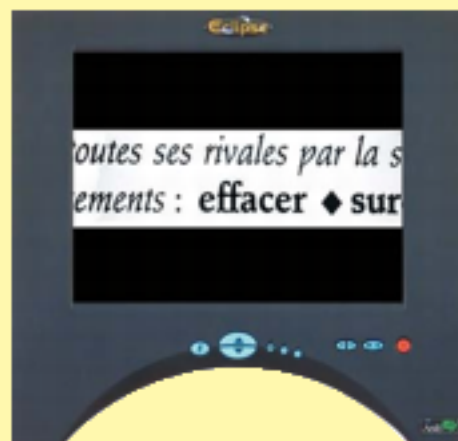 Eclipse
outes ses rivales par la s
ements : effacer ◆ sur